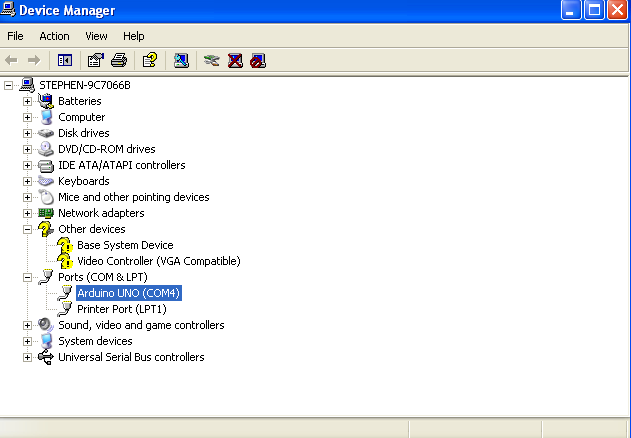 Device Manager
File Action View Help
STEPHEN-9C7066B
Batteries
Computer
Disk drives
DVD/CD-ROM drives
IDE ATA/ATAPI controllers
Keyboards
Mice and other pointing devices
Network adapters
Other devices
Base System Device
Video Controller (VGA Compatible)
Ports (COM & LPT)
Arduino UNO (COM4)
Printer Port (LPT1)
Sound, video and game controllers
System devices
Universal Serial Bus controllers